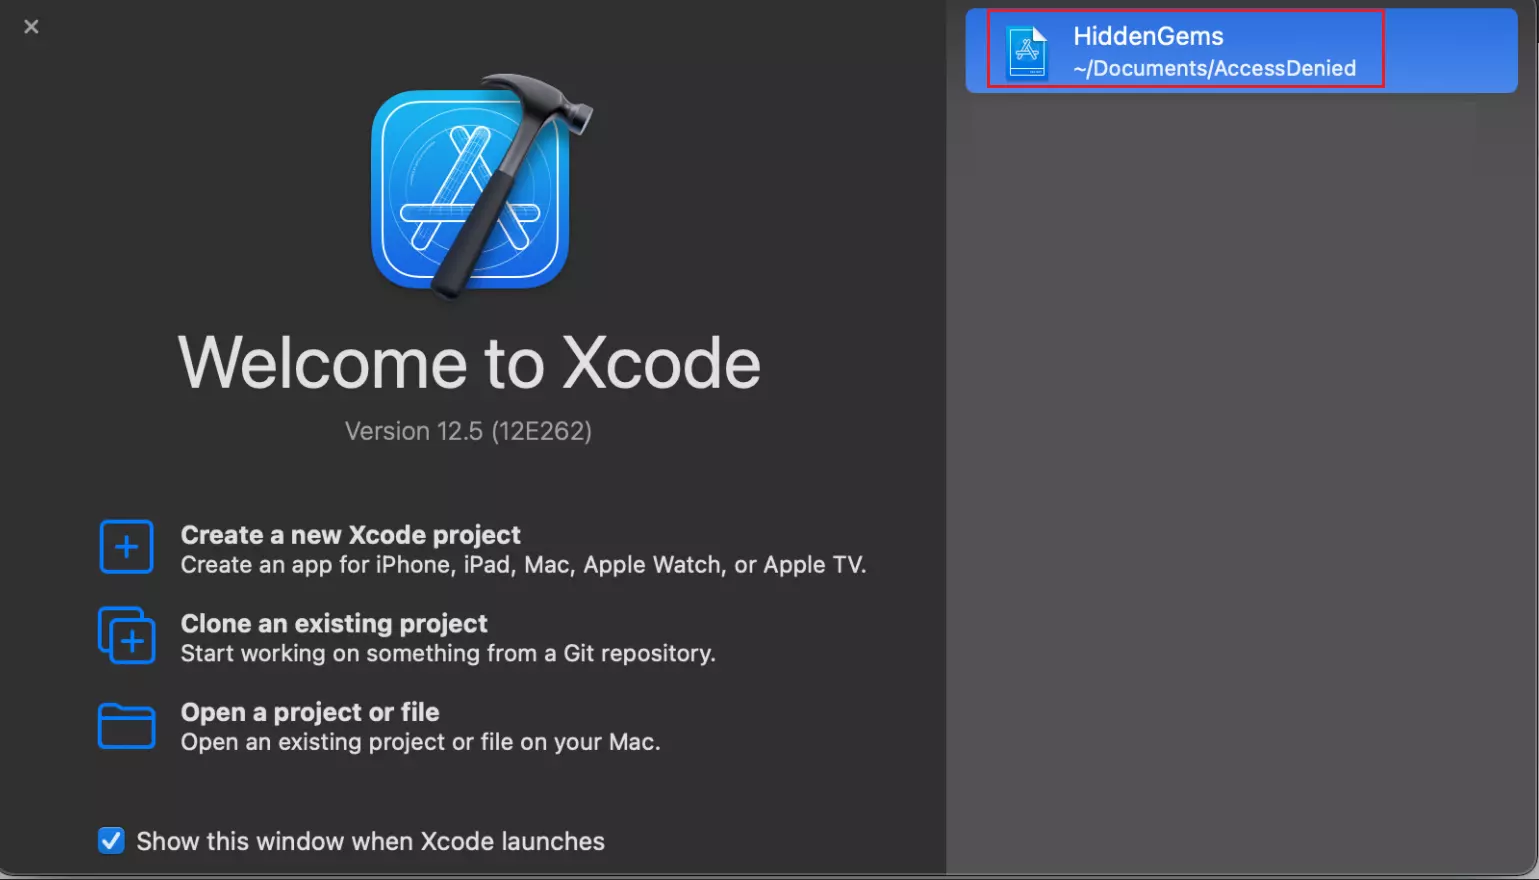 HiddenGems
~/Documents/AccessDenied
Welcome to Xcode
Version 12.5 (12E262)
Create a new Xcode project
Create an app for iPhone, iPad, Mac, Apple Watch, or Apple TV.
Clone an existing project
Start working on something from a Git repository.
Open a project or file
Open an existing project or file on your Mac.
Show this window when Xcode launches